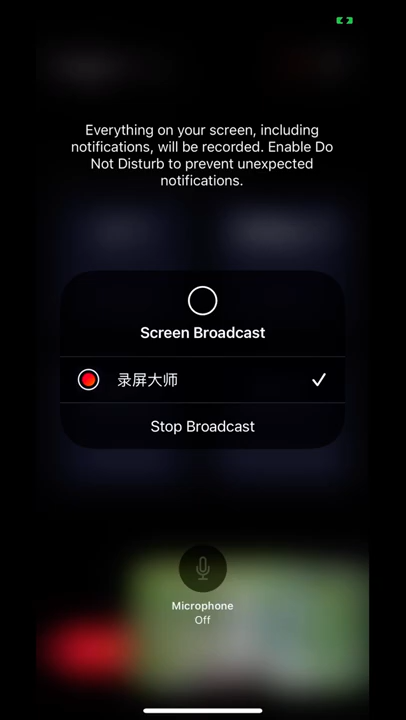 Everything on your screen, including
notifications, will be recorded. Enable Do
Not Disturb to prevent unexpected
notifications.
Screen Broadcast
录屏大师
Stop Broadcast
Microphone
Off